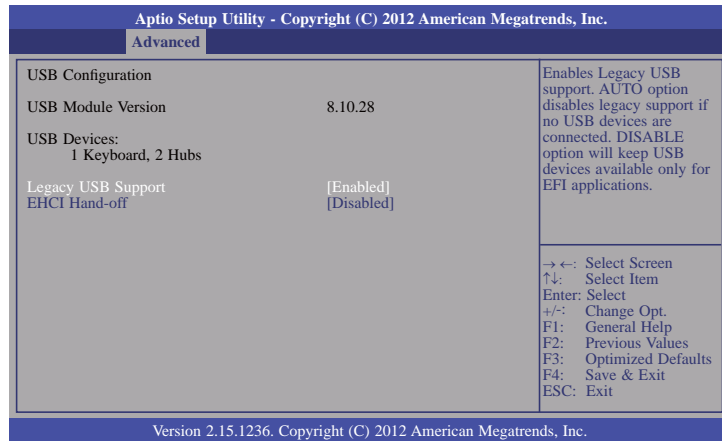 Aptio Setup Utility - Copyright (C) 2012 American Megatrends, Inc.
Advanced
USB Configuration
USB Module Version 8.10.28
USB Devices:
1 Keyboard, 2 Hubs
Legacy USB Support [Enabled]
EHCI Hand-off [Disabled]
Enables Legacy USB
support. AUTO option
disables legacy support if
no USB devices are
connected. DISABLE
option will keep USB
devices available only for
EFI applications.
→ ←: Select Screen
↑↓: Select Item
Enter: Select
+/-: Change Opt.
F1: General Help
F2: Previous Values
F3: Optimized Defaults
F4: Save & Exit
ESC: Exit
Version 2.15.1236. Copyright (C) 2012 American Megatrends, Inc.